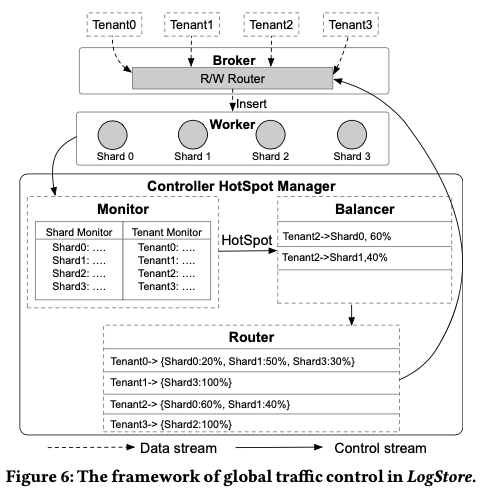 Tenant0 Tenant1 Tenant2 Tenant3
Broker
R/W Router
Insert
Worker
Shard 0 Shard 1 Shard 2 Shard 3
Controller HotSpot Manager
Monitor
Shard Monitor Tenant Monitor
Shard0: .... Tenant0: ....
Shard1: .... Tenant1: ....
Shard2: .... Tenant2: ....
Shard3: .... Tenant3: ....
HotSpot
Balancer
Tenant2->Shard0, 60%
Tenant2->Shard1,40%
Router
Tenant0-> {Shard0:20%, Shard1:50%, Shard3:30%}
Tenant1-> {Shard3:100%}
Tenant2-> {Shard0:60%, Shard1:40%}
Tenant3-> {Shard2:100%}
Data stream Control stream
Figure 6: The framework of global traffic control in LogStore.